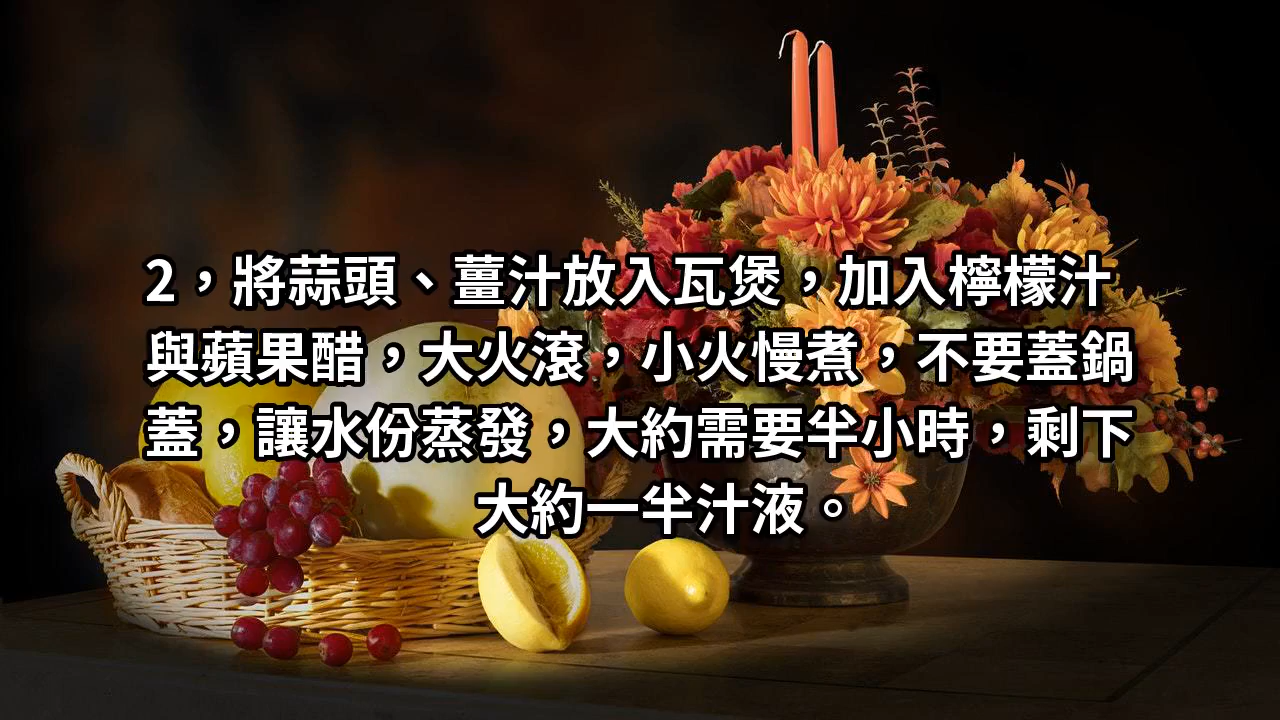 2，將蒜頭、薑汁放入瓦煲，加入檸檬汁
與蘋果醋，大火滾，小火慢煮，不要蓋鍋
蓋，讓水份蒸發，大約需要半小時，剩下
大約一半汁液。